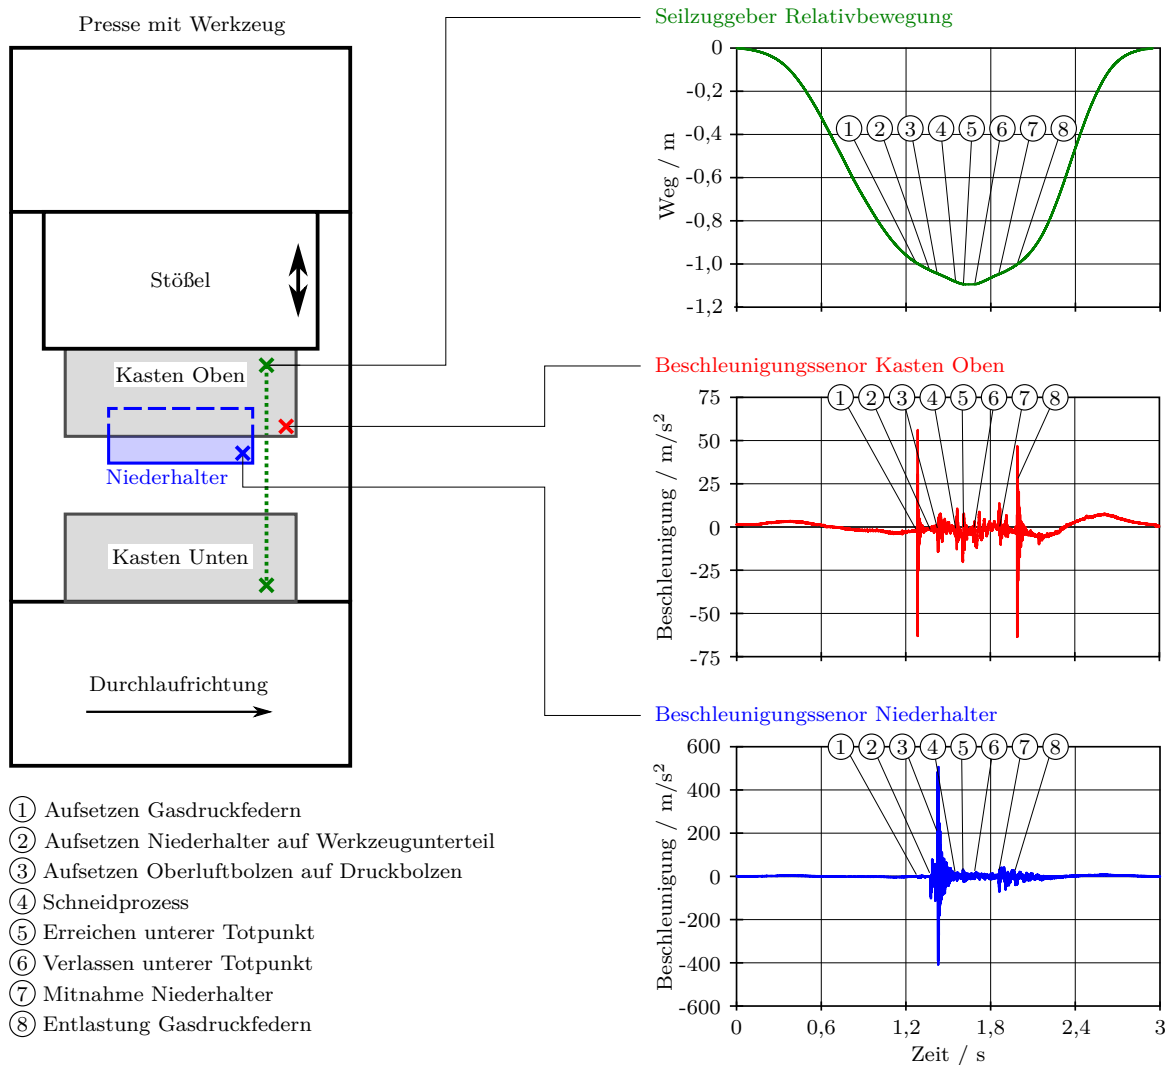 Presse mit Werkzeug
Stößel
Kasten Oben
Niederhalter
Kasten Unten
Durchlaufrichtung
1 Aufsetzen Gasdruckfedern
2 Aufsetzen Niederhalter auf Werkzeugunterteil
3 Aufsetzen Oberluftbolzen auf Druckbolzen
4 Schneidprozess
5 Erreichen unterer Totpunkt
6 Verlassen unterer Totpunkt
7 Mitnahme Niederhalter
8 Entlastung Gasdruckfedern
Seilzuggeber Relativbewegung
Weg / m
0
-0,2
-0,4
-0,6
-0,8
-1,0
-1,2
1 2 3 4 5 6 7 8
Beschleunigungssenor Kasten Oben
Beschleunigung / m/s²
75
50
25
0
-25
-50
-75
1 2 3 4 5 6 7 8
Beschleunigungssenor Niederhalter
Beschleunigung / m/s²
600
400
200
0
-200
-400
-600
1 2 3 4 5 6 7 8
0 0,6 1,2 1,8 2,4 3
Zeit / s